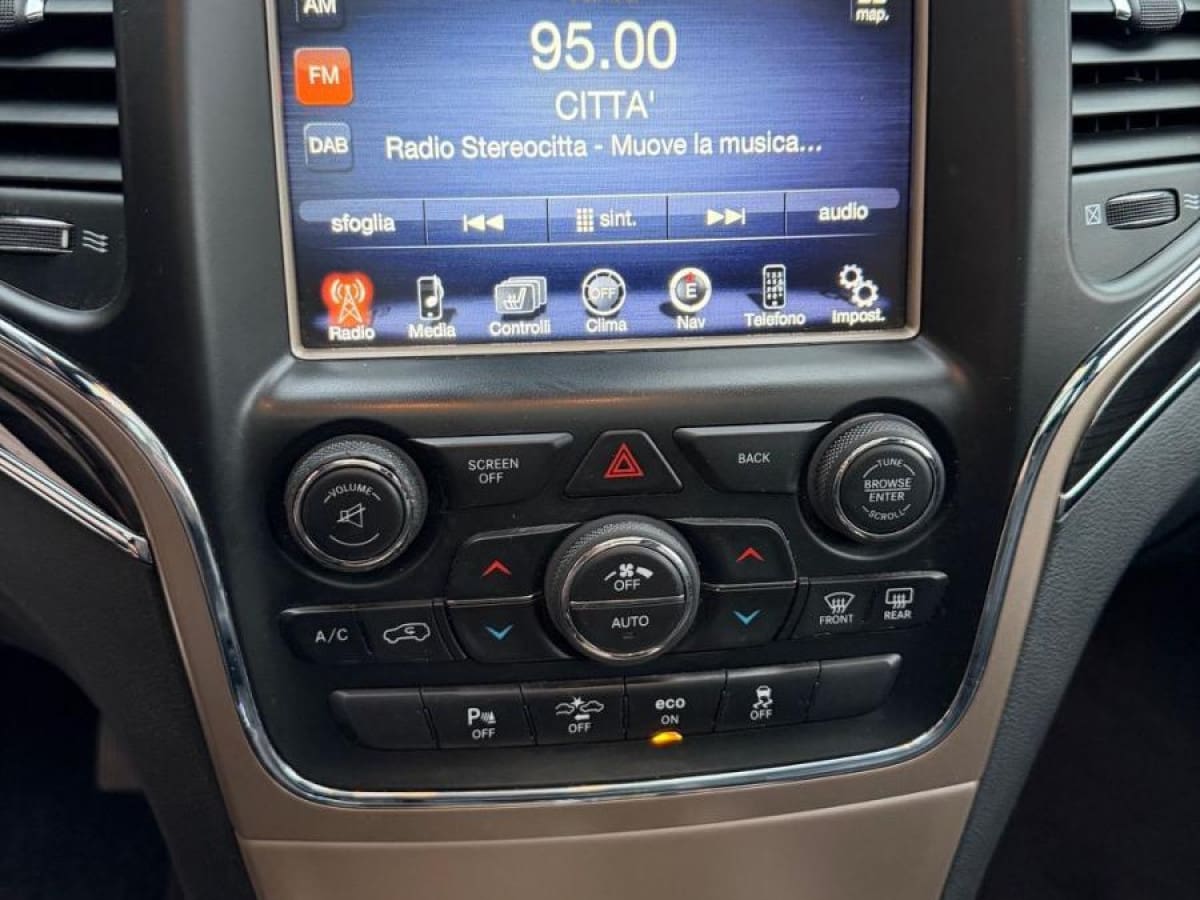 AM
map.
95.00
FM
CITTA'
DAB
Radio Stereocitta - Muove la musica...
sfoglia
sint.
audio
OFF
E
Radio
Media
Controlli
Clima
Nav
Telefono
Impost.
VOLUME
SCREEN
OFF
BACK
TUNE
BROWSE
ENTER
SCROLL
OFF
AUTO
A/C
FRONT
REAR
P
OFF
OFF
eco
ON
OFF